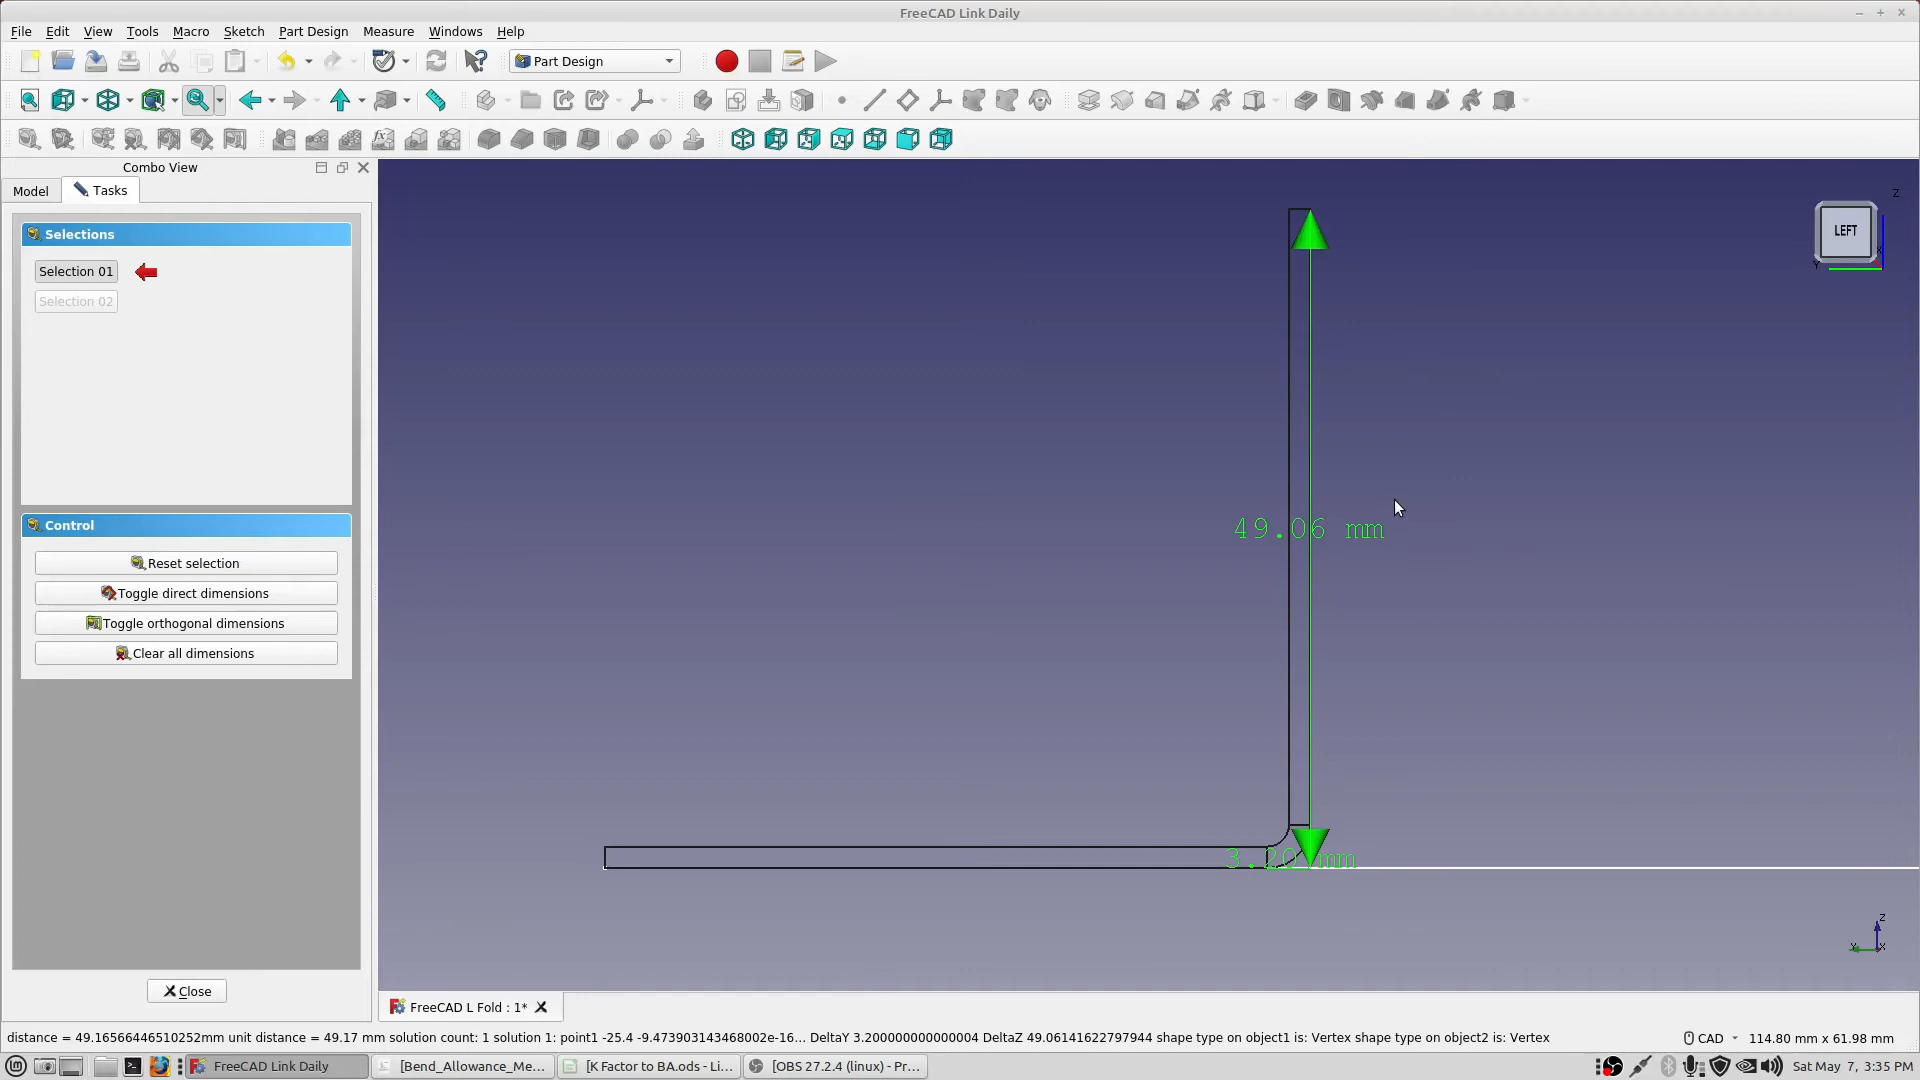 FreeCAD Link Daily
File Edit View Tools Macro Sketch Part Design Measure Windows Help
Part Design
Combo View
Model Tasks
Selections
Selection 01
Selection 02
Control
Reset selection
Toggle direct dimensions
Toggle orthogonal dimensions
Clear all dimensions
Close
LEFT
Z
X
Y
49.06 mm
3.20 mm
Z
Y
X
FreeCAD L Fold : 1*
distance = 49.16566446510252mm unit distance = 49.17 mm solution count: 1 solution 1: point1 -25.4 -9.473903143468002e-16... DeltaY 3.200000000000004 DeltaZ 49.06141622797944 shape type on object1 is: Vertex shape type on object2 is: Vertex
CAD 114.80 mm x 61.98 mm
FreeCAD Link Daily [Bend_Allowance_Me... [K Factor to BA.ods - Li... [OBS 27.2.4 (linux) - Pr... Sat May 7, 3:35 PM